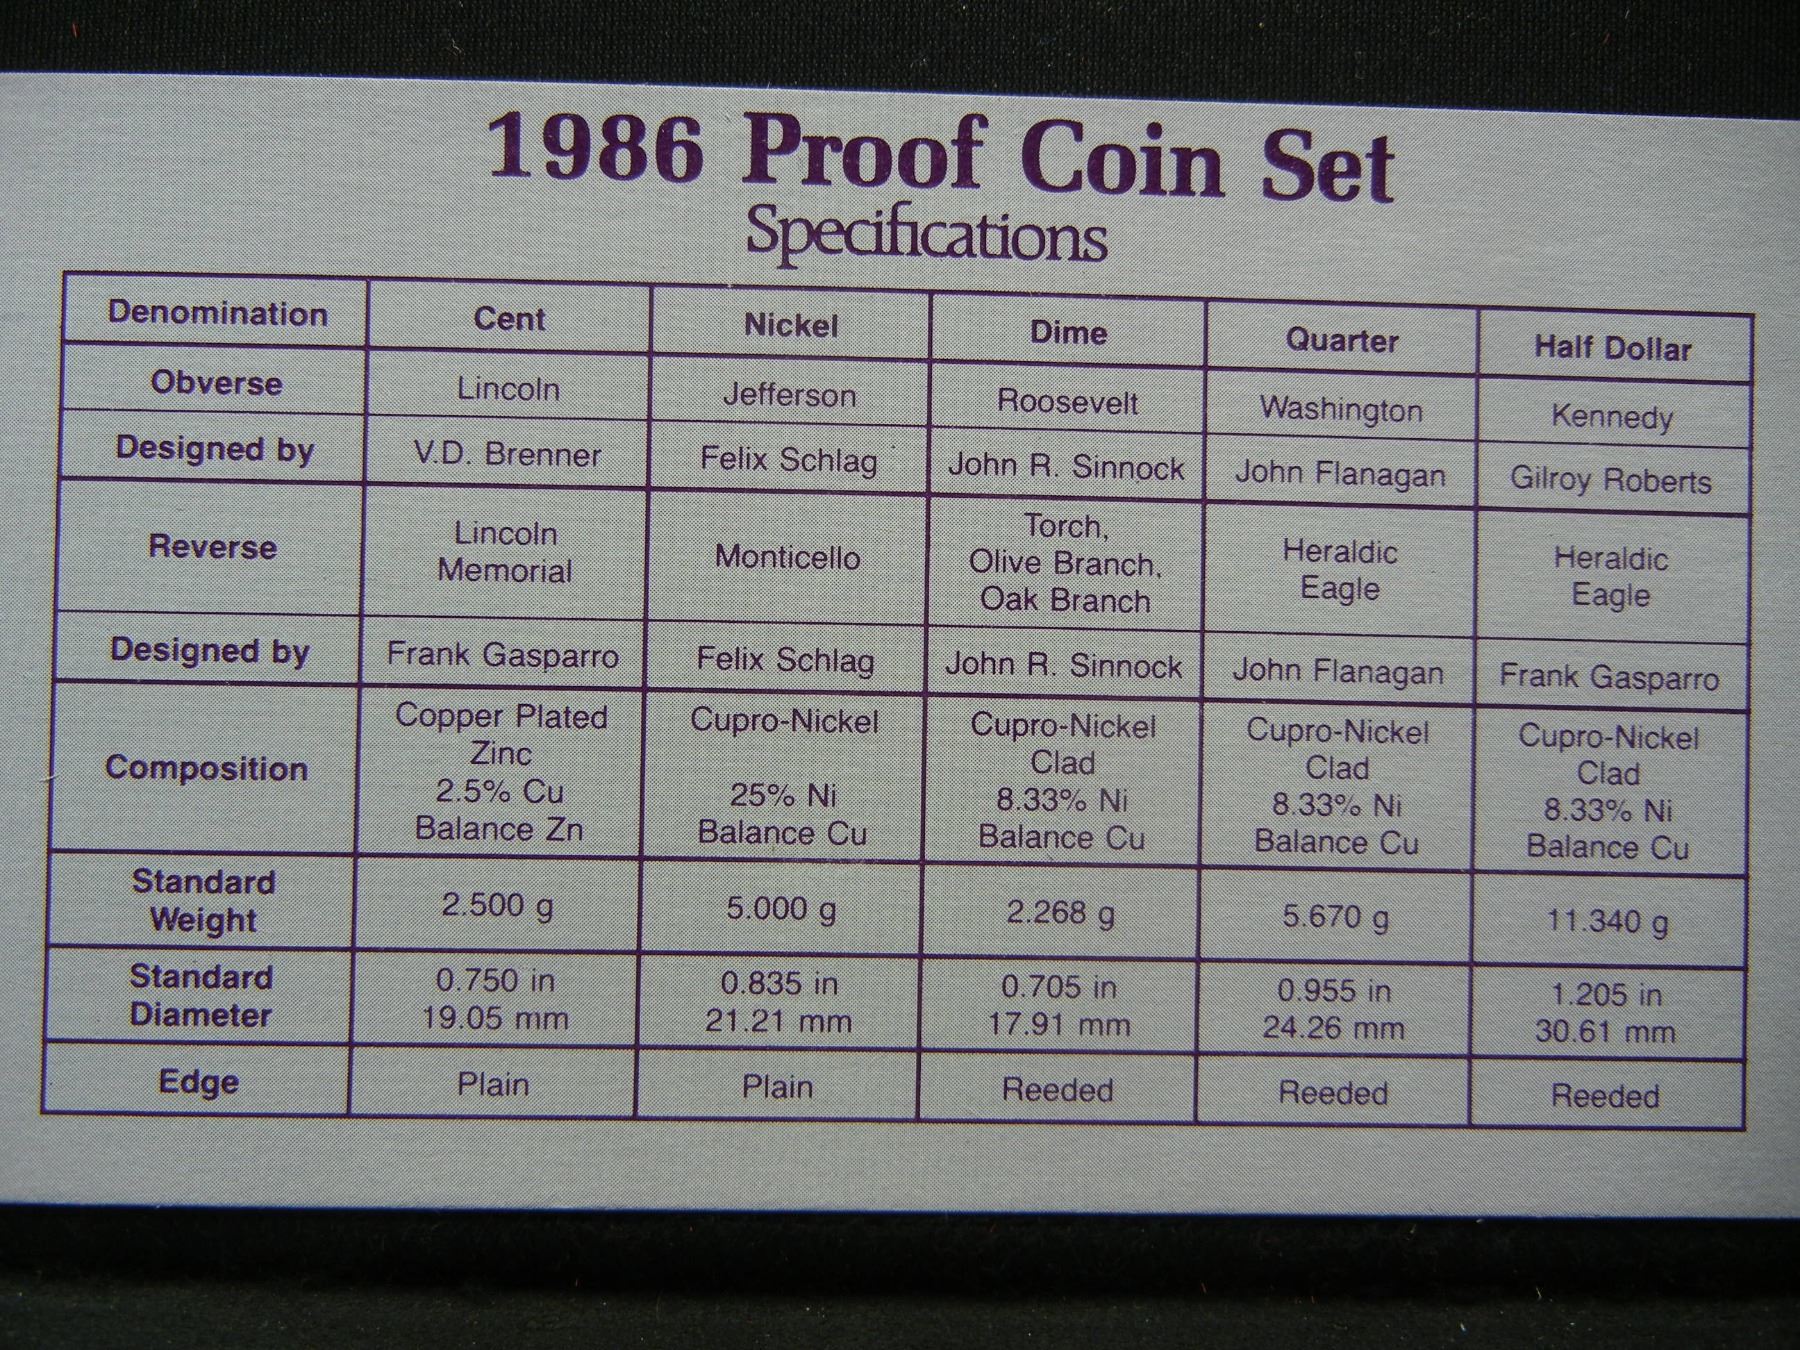 1986 Proof Coin Set
Specifications
Denomination Cent Nickel Dime Quarter Half Dollar
Obverse Lincoln Jefferson Roosevelt Washington Kennedy
Designed by V.D. Brenner Felix Schlag John R. Sinnock John Flanagan Gilroy Roberts
Reverse
Lincoln
Memorial
Monticello
Torch,
Olive Branch,
Oak Branch
Heraldic
Eagle
Heraldic
Eagle
Designed by Frank Gasparro Felix Schlag John R. Sinnock John Flanagan Frank Gasparro
Composition
Copper Plated
Zinc
2.5% Cu
Balance Zn
Cupro-Nickel
25% Ni
Balance Cu
Cupro-Nickel
Clad
8.33% Ni
Balance Cu
Cupro-Nickel
Clad
8.33% Ni
Balance Cu
Cupro-Nickel
Clad
8.33% Ni
Balance Cu
Standard
Weight
2.500 g 5.000 g 2.268 g 5.670 g 11.340 g
Standard
Diameter
0.750 in
19.05 mm
0.835 in
21.21 mm
0.705 in
17.91 mm
0.955 in
24.26 mm
1.205 in
30.61 mm
Edge Plain Plain Reeded Reeded Reeded